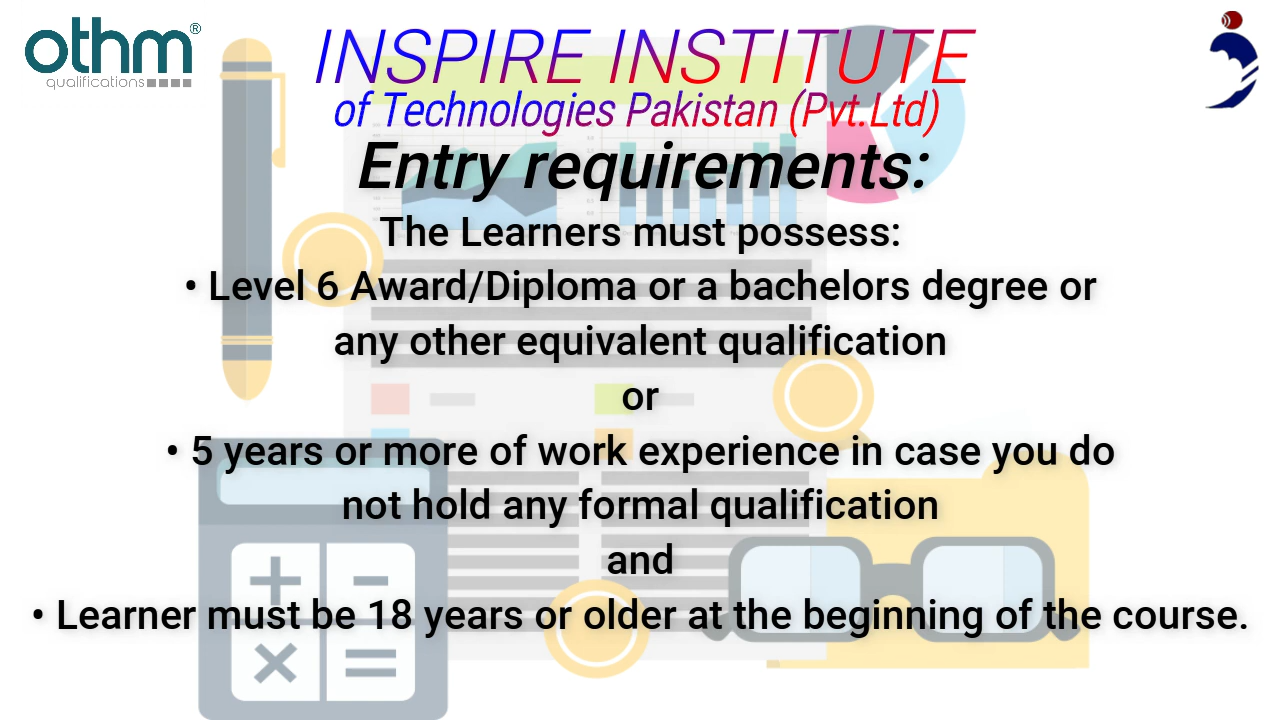 othm®
qualifications
INSPIRE INSTITUTE
of Technologies Pakistan (Pvt.Ltd)
Entry requirements:
The Learners must possess:
• Level 6 Award/Diploma or a bachelors degree or
any other equivalent qualification
or
• 5 years or more of work experience in case you do
not hold any formal qualification
and
• Learner must be 18 years or older at the beginning of the course.